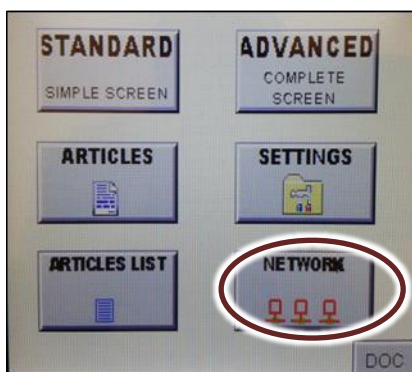 STANDARD
SIMPLE SCREEN
ADVANCED
COMPLETE
SCREEN
ARTICLES
SETTINGS
ARTICLES LIST
NETWORK
DOC